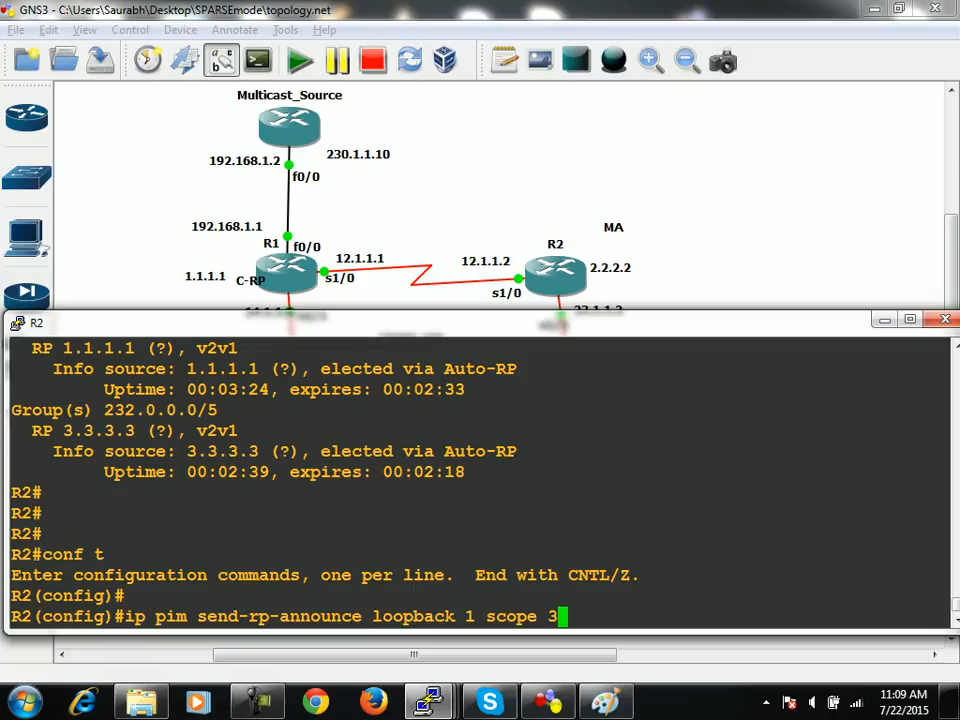 GNS3 - C:\Users\Saurabh\Desktop\SPARSEmode\topology.net
File Edit View Control Device Annotate Tools Help
Multicast_Source
192.168.1.2
230.1.1.10
f0/0
192.168.1.1
R1
f0/0
MA
R2
12.1.1.1
12.1.1.2
1.1.1.1
C-RP
s1/0
s1/0
2.2.2.2
R2
RP 1.1.1.1 (?), v2v1
Info source: 1.1.1.1 (?), elected via Auto-RP
Uptime: 00:03:24, expires: 00:02:33
Group(s) 232.0.0.0/5
RP 3.3.3.3 (?), v2v1
Info source: 3.3.3.3 (?), elected via Auto-RP
Uptime: 00:02:39, expires: 00:02:18
R2#
R2#
R2#
R2#conf t
Enter configuration commands, one per line.  End with CNTL/Z.
R2(config)#
R2(config)#ip pim send-rp-announce loopback 1 scope 3
11:09 AM
7/22/2015